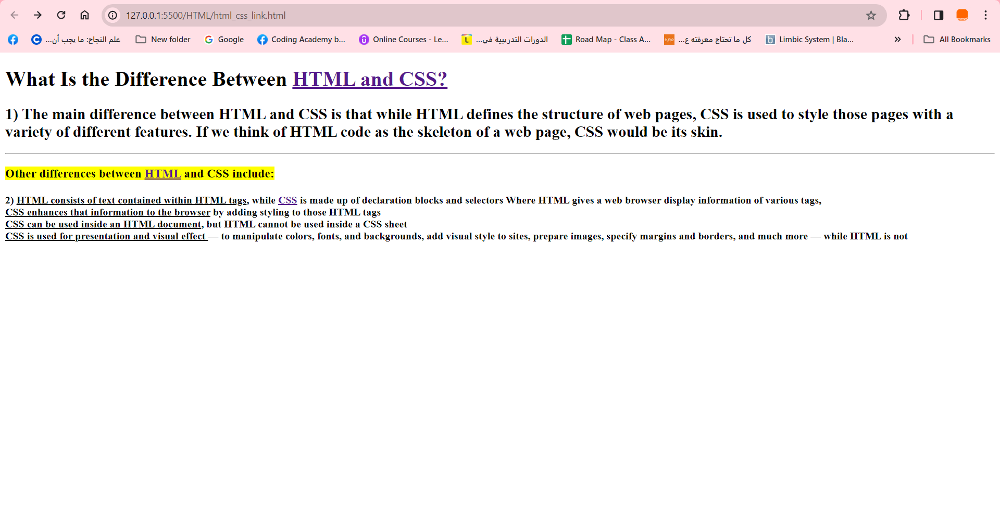 127.0.0.1:5500/HTML/html_css_link.html
علم النجاح: ما يجب أن...
New folder
Google
Coding Academy b...
Online Courses - Le...
الدورات التدريبية في...
Road Map - Class A...
كل ما تحتاج معرفته ع...
Limbic System | Bla...
All Bookmarks
What Is the Difference Between HTML and CSS?
1) The main difference between HTML and CSS is that while HTML defines the structure of web pages, CSS is used to style those pages with a
variety of different features. If we think of HTML code as the skeleton of a web page, CSS would be its skin.
Other differences between HTML and CSS include:
2) HTML consists of text contained within HTML tags, while CSS is made up of declaration blocks and selectors Where HTML gives a web browser display information of various tags,
CSS enhances that information to the browser by adding styling to those HTML tags
CSS can be used inside an HTML document, but HTML cannot be used inside a CSS sheet
CSS is used for presentation and visual effect — to manipulate colors, fonts, and backgrounds, add visual style to sites, prepare images, specify margins and borders, and much more — while HTML is not